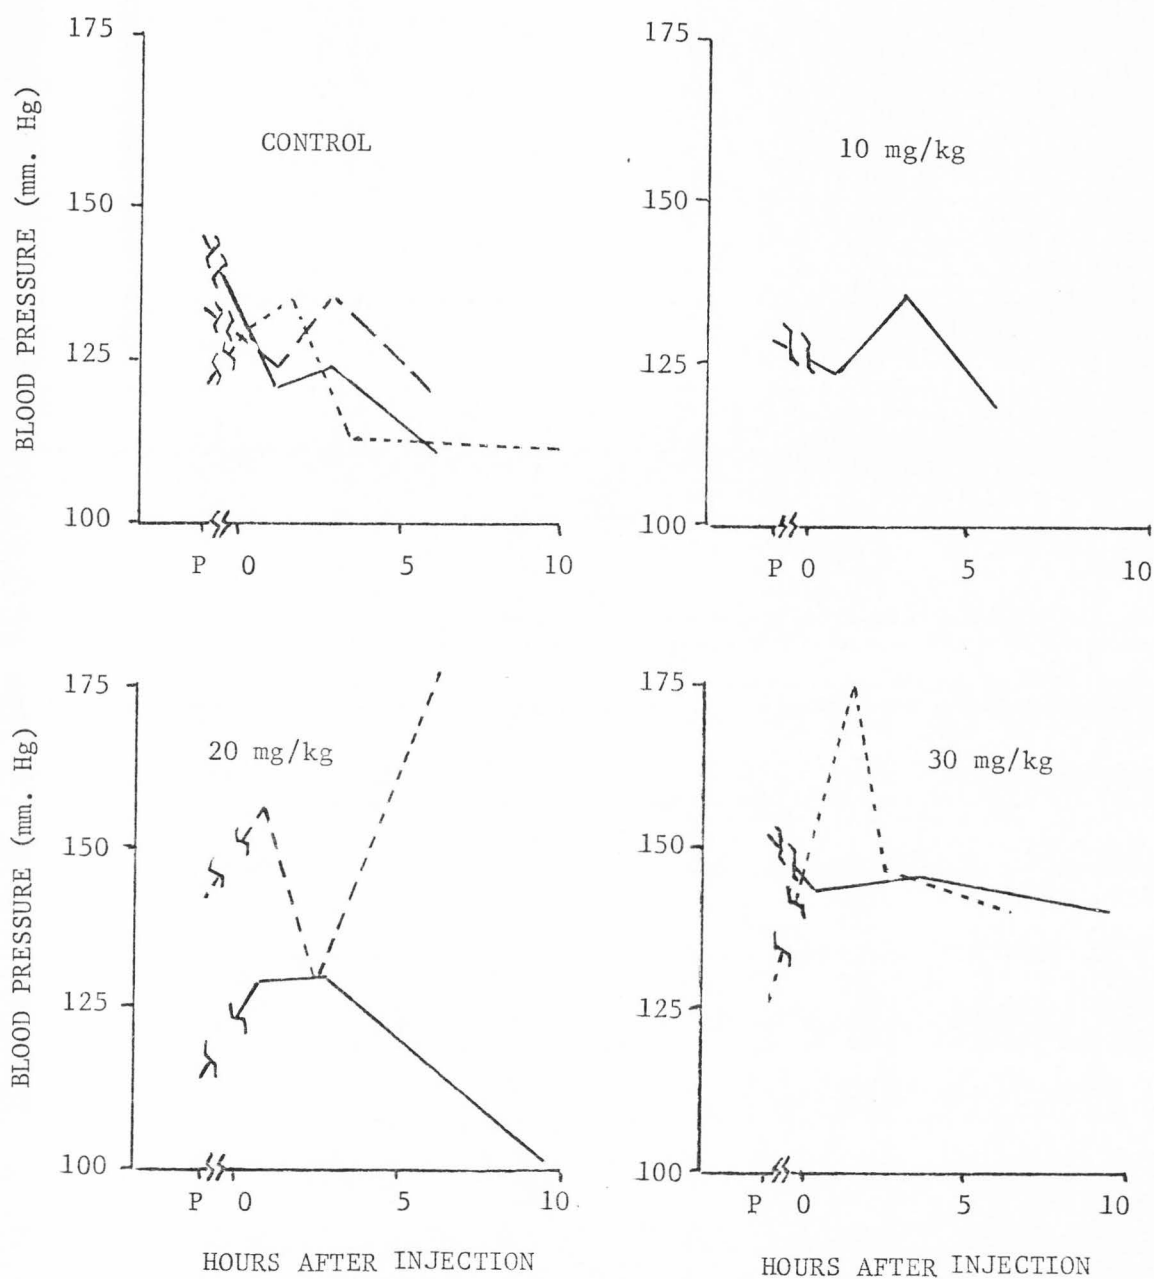 175
150
125
100
BLOOD PRESSURE (mm. Hg)
CONTROL
P 0 5 10
175
150
125
100
10 mg/kg
P 0 5 10
175
150
125
100
BLOOD PRESSURE (mm. Hg)
20 mg/kg
P 0 5 10
HOURS AFTER INJECTION
175
150
125
100
30 mg/kg
P 0 5 10
HOURS AFTER INJECTION